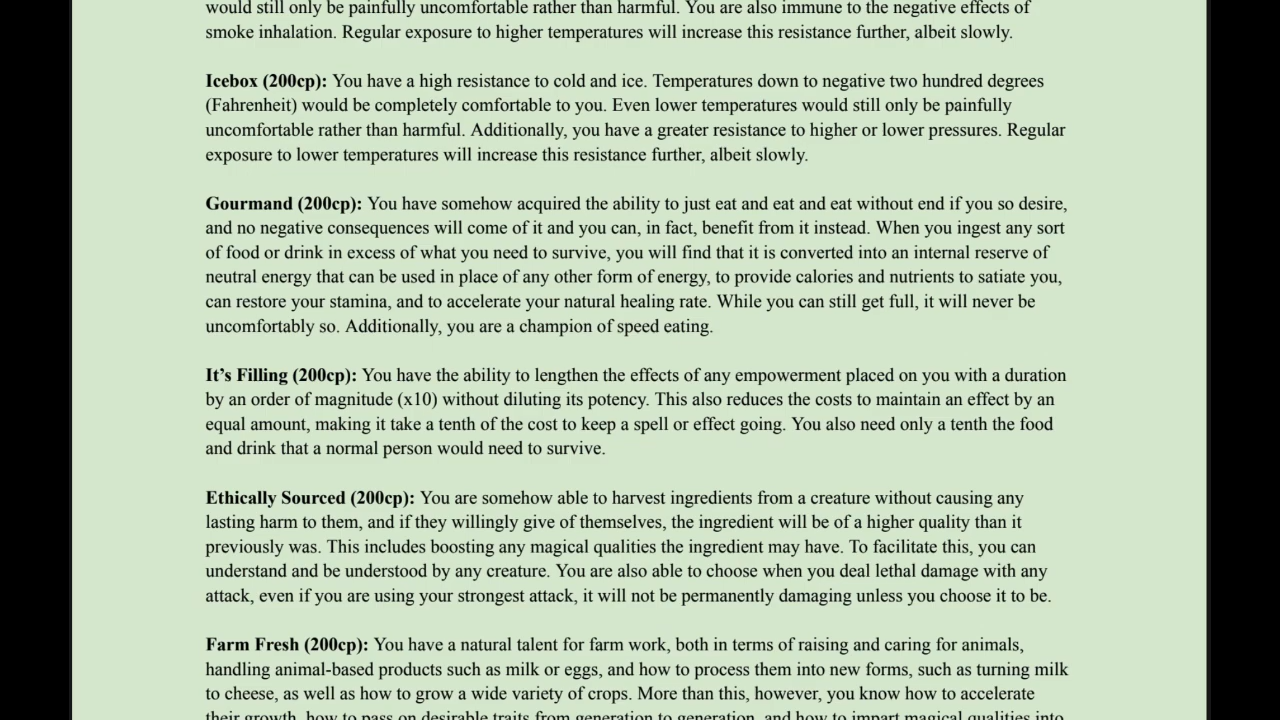 would still only be painfully uncomfortable rather than harmful. You are also immune to the negative effects of
smoke inhalation. Regular exposure to higher temperatures will increase this resistance further, albeit slowly.
Icebox (200cp): You have a high resistance to cold and ice. Temperatures down to negative two hundred degrees
(Fahrenheit) would be completely comfortable to you. Even lower temperatures would still only be painfully
uncomfortable rather than harmful. Additionally, you have a greater resistance to higher or lower pressures. Regular
exposure to lower temperatures will increase this resistance further, albeit slowly.
Gourmand (200cp): You have somehow acquired the ability to just eat and eat and eat without end if you so desire,
and no negative consequences will come of it and you can, in fact, benefit from it instead. When you ingest any sort
of food or drink in excess of what you need to survive, you will find that it is converted into an internal reserve of
neutral energy that can be used in place of any other form of energy, to provide calories and nutrients to satiate you,
can restore your stamina, and to accelerate your natural healing rate. While you can still get full, it will never be
uncomfortably so. Additionally, you are a champion of speed eating.
It’s Filling (200cp): You have the ability to lengthen the effects of any empowerment placed on you with a duration
by an order of magnitude (x10) without diluting its potency. This also reduces the costs to maintain an effect by an
equal amount, making it take a tenth of the cost to keep a spell or effect going. You also need only a tenth the food
and drink that a normal person would need to survive.
Ethically Sourced (200cp): You are somehow able to harvest ingredients from a creature without causing any
lasting harm to them, and if they willingly give of themselves, the ingredient will be of a higher quality than it
previously was. This includes boosting any magical qualities the ingredient may have. To facilitate this, you can
understand and be understood by any creature. You are also able to choose when you deal lethal damage with any
attack, even if you are using your strongest attack, it will not be permanently damaging unless you choose it to be.
Farm Fresh (200cp): You have a natural talent for farm work, both in terms of raising and caring for animals,
handling animal-based products such as milk or eggs, and how to process them into new forms, such as turning milk
to cheese, as well as how to grow a wide variety of crops. More than this, however, you know how to accelerate
their growth, how to pass on desirable traits from generation to generation, and how to impart magical qualities into